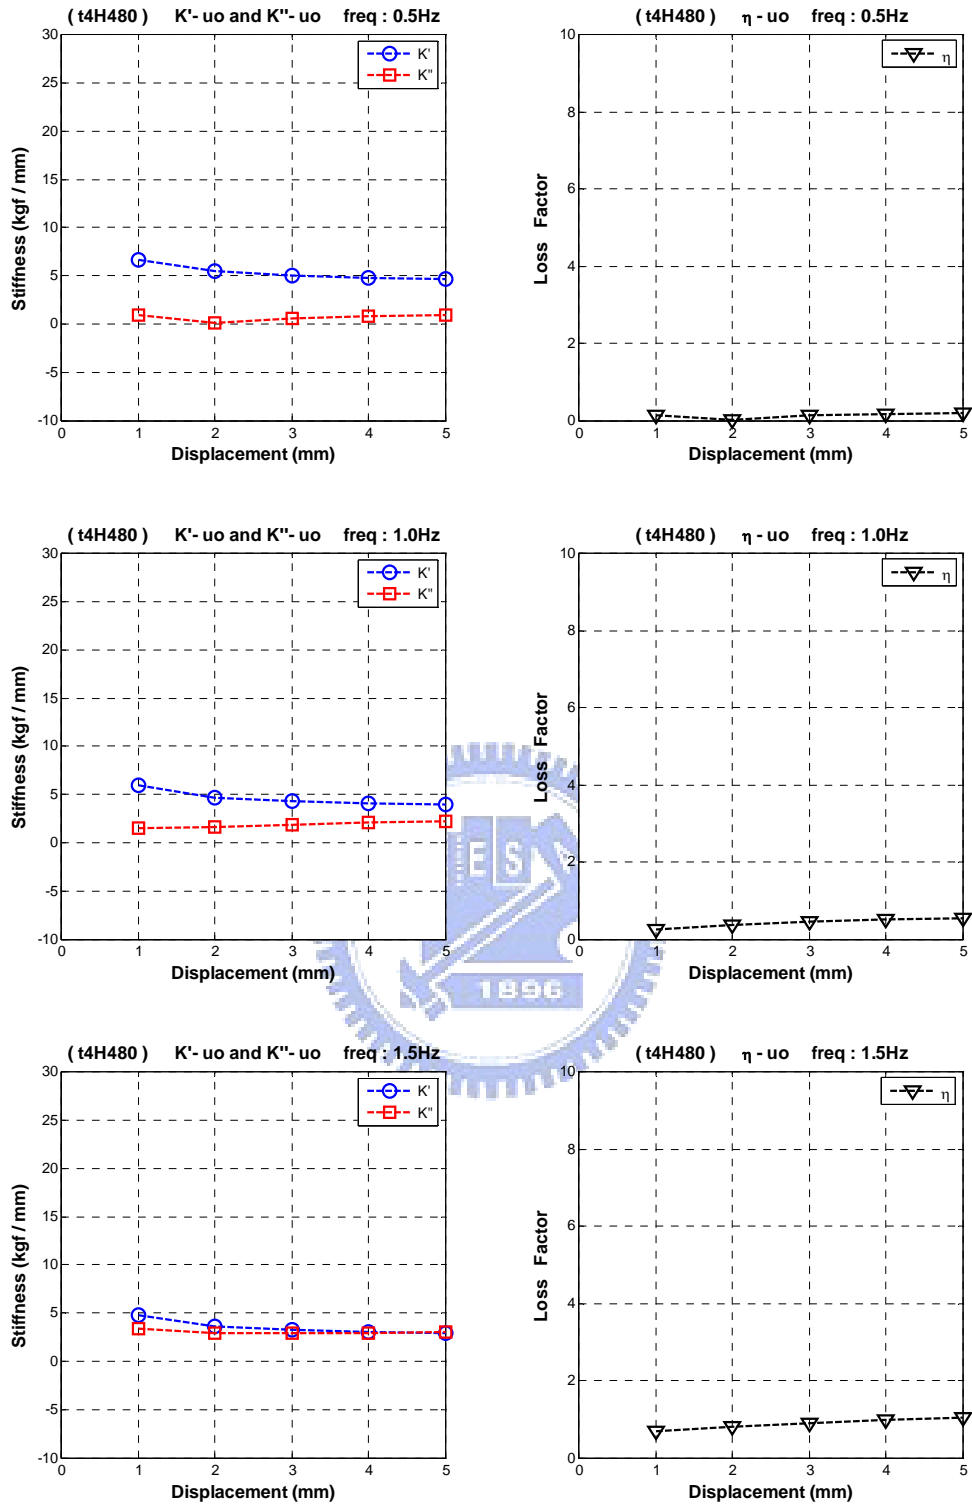 ( t4H480 ) K'- uo and K''- uo freq : 0.5Hz
30
25
20
15
10
5
0
-5
-10
0 1 2 3 4 5
Stiffness (kgf / mm)
Displacement (mm)
K'
K''
( t4H480 ) η - uo freq : 0.5Hz
10
8
6
4
2
0
0 1 2 3 4 5
Loss Factor
Displacement (mm)
η
( t4H480 ) K'- uo and K''- uo freq : 1.0Hz
30
25
20
15
10
5
0
-5
-10
0 1 2 3 4 5
Stiffness (kgf / mm)
Displacement (mm)
K'
K''
( t4H480 ) η - uo freq : 1.0Hz
10
8
6
4
2
0
0 1 2 3 4 5
Loss Factor
Displacement (mm)
η
E S
1896
( t4H480 ) K'- uo and K''- uo freq : 1.5Hz
30
25
20
15
10
5
0
-5
-10
0 1 2 3 4 5
Stiffness (kgf / mm)
Displacement (mm)
K'
K''
( t4H480 ) η - uo freq : 1.5Hz
10
8
6
4
2
0
0 1 2 3 4 5
Loss Factor
Displacement (mm)
η